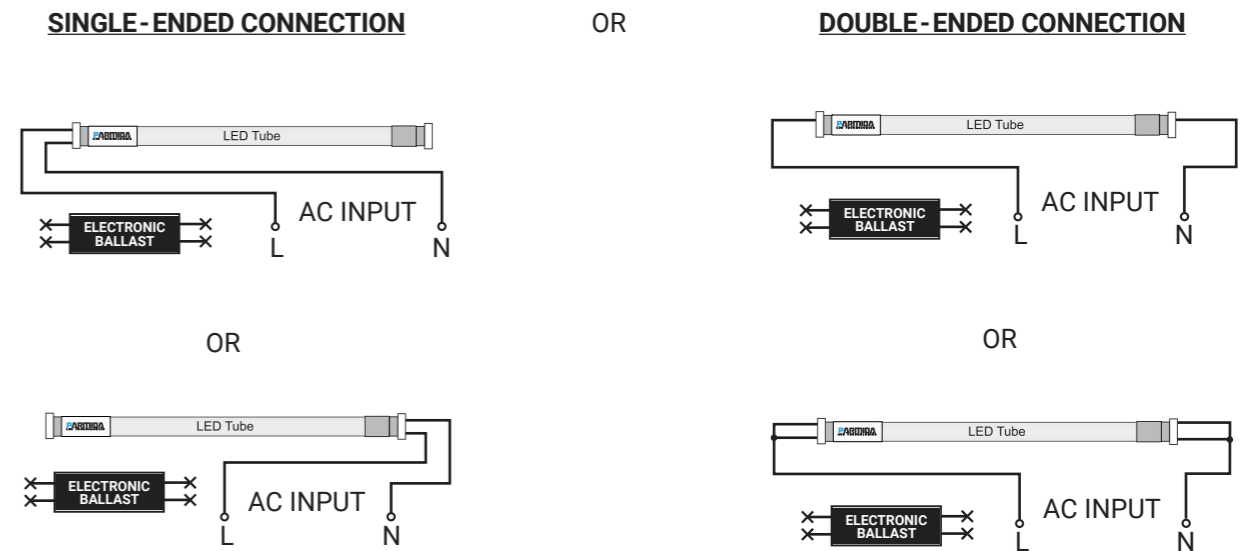 SINGLE-ENDED CONNECTION
OR
DOUBLE-ENDED CONNECTION
LED Tube
AC INPUT
ELECTRONIC
BALLAST
L
N
LED Tube
AC INPUT
ELECTRONIC
BALLAST
L
N
OR
OR
LED Tube
ELECTRONIC
BALLAST
AC INPUT
L
N
LED Tube
AC INPUT
ELECTRONIC
BALLAST
L
N